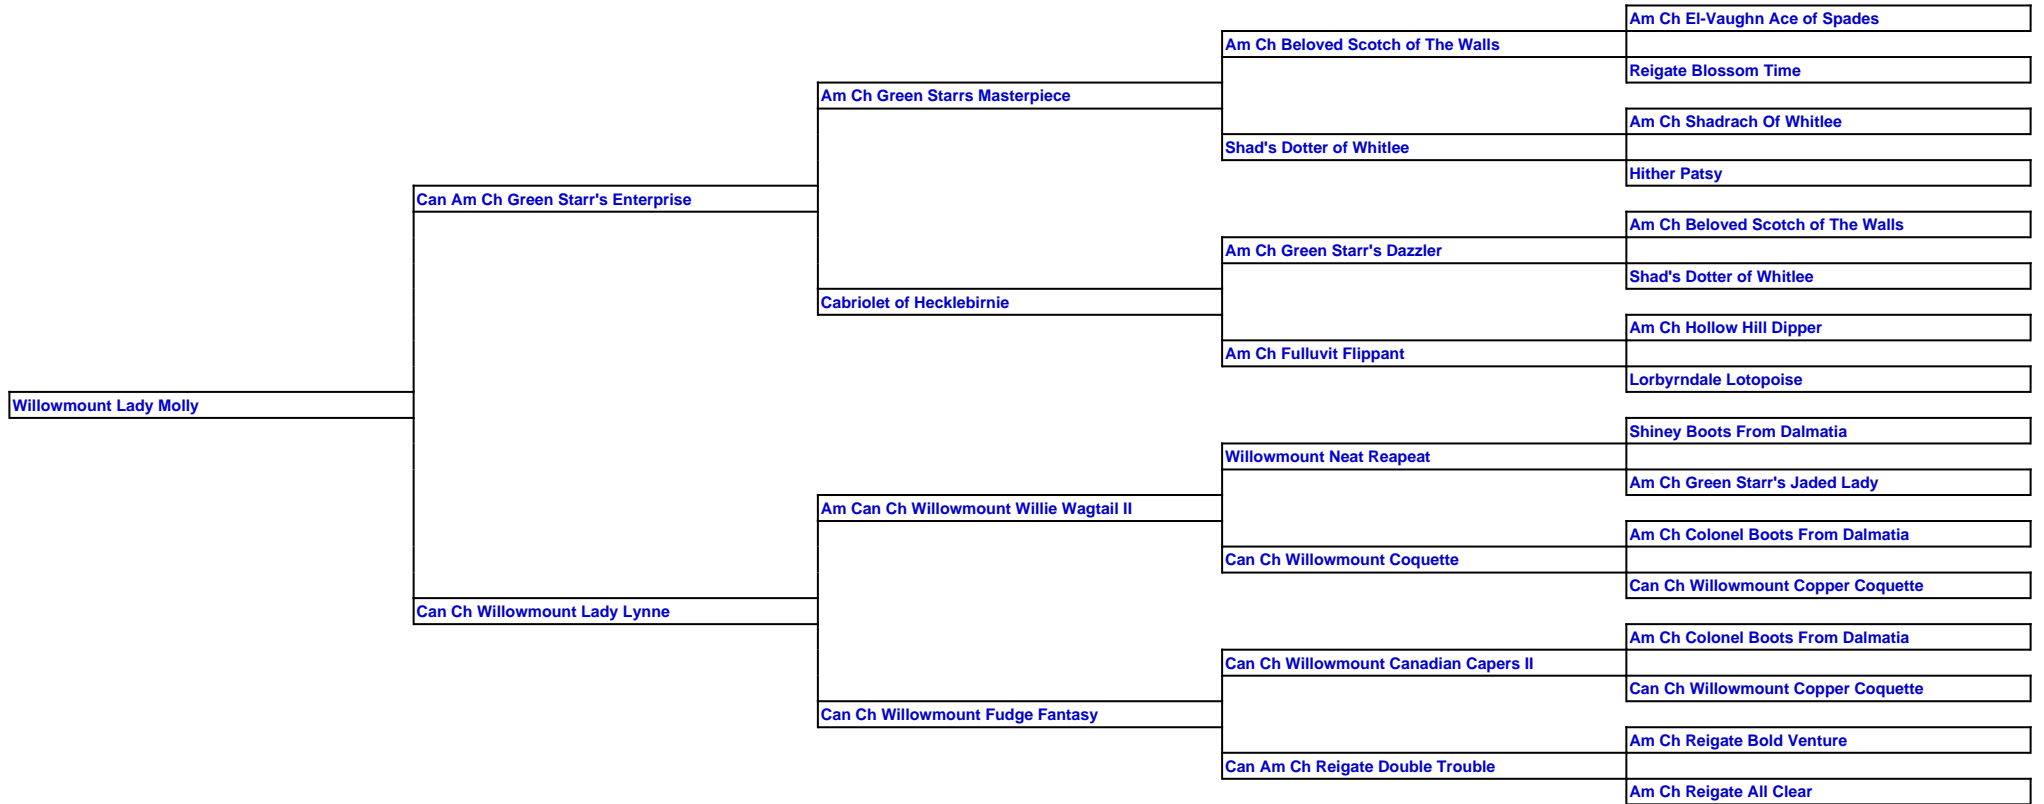 Am Ch El-Vaughn Ace of Spades
Am Ch Beloved Scotch of The Walls
Reigate Blossom Time
Am Ch Green Starrs Masterpiece
Am Ch Shadrach Of Whitlee
Shad's Dotter of Whitlee
Hither Patsy
Can Am Ch Green Starr's Enterprise
Am Ch Beloved Scotch of The Walls
Am Ch Green Starr's Dazzler
Shad's Dotter of Whitlee
Cabriolet of Hecklebirnie
Am Ch Hollow Hill Dipper
Am Ch Fulluvit Flippant
Lorbyrndale Lotopoise
Willowmount Lady Molly
Shiney Boots From Dalmatia
Willowmount Neat Reapeat
Am Ch Green Starr's Jaded Lady
Am Can Ch Willowmount Willie Wagtail II
Am Ch Colonel Boots From Dalmatia
Can Ch Willowmount Coquette
Can Ch Willowmount Copper Coquette
Can Ch Willowmount Lady Lynne
Am Ch Colonel Boots From Dalmatia
Can Ch Willowmount Canadian Capers II
Can Ch Willowmount Copper Coquette
Can Ch Willowmount Fudge Fantasy
Am Ch Reigate Bold Venture
Can Am Ch Reigate Double Trouble
Am Ch Reigate All Clear